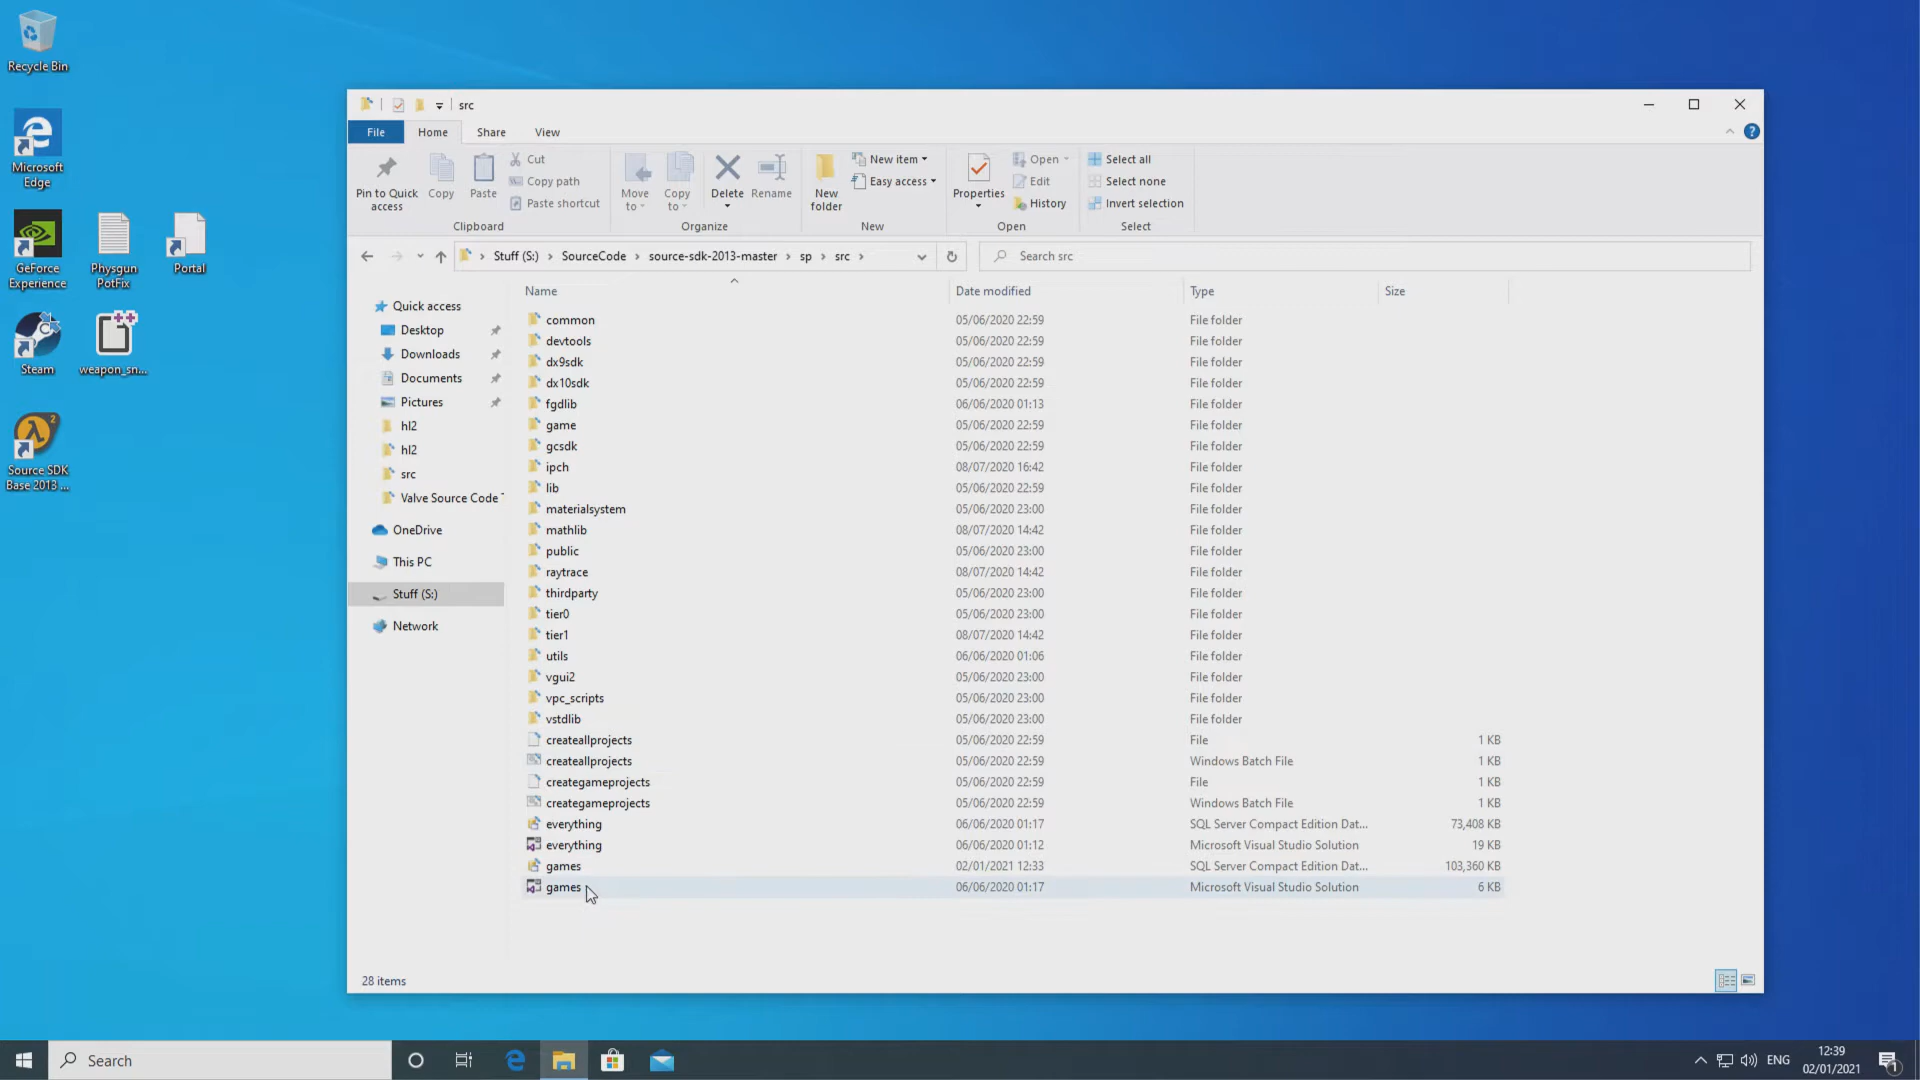 Recycle Bin
Microsoft
Edge
GeForce
Experience
Physgun
PotFix
Portal
Steam
weapon_sn...
Source SDK
Base 2013 ...
src
File
Home
Share
View
Pin to Quick
access
Copy
Paste
Cut
Copy path
Paste shortcut
Clipboard
Move
to
Copy
to
Delete
Rename
Organize
New
folder
New item
Easy access
New
Properties
Open
Edit
History
Open
Select all
Select none
Invert selection
Select
Stuff (S:) › SourceCode › source-sdk-2013-master › sp › src ›
Search src
Quick access
Desktop
Downloads
Documents
Pictures
hl2
hl2
src
Valve Source Code T
OneDrive
This PC
Stuff (S:)
Network
Name Date modified Type Size
common 05/06/2020 22:59 File folder
devtools 05/06/2020 22:59 File folder
dx9sdk 05/06/2020 22:59 File folder
dx10sdk 05/06/2020 22:59 File folder
fgdlib 06/06/2020 01:13 File folder
game 05/06/2020 22:59 File folder
gcsdk 05/06/2020 22:59 File folder
ipch 08/07/2020 16:42 File folder
lib 05/06/2020 22:59 File folder
materialsystem 05/06/2020 23:00 File folder
mathlib 08/07/2020 14:42 File folder
public 05/06/2020 23:00 File folder
raytrace 08/07/2020 14:42 File folder
thirdparty 05/06/2020 23:00 File folder
tier0 05/06/2020 23:00 File folder
tier1 08/07/2020 14:42 File folder
utils 06/06/2020 01:06 File folder
vgui2 05/06/2020 23:00 File folder
vpc_scripts 05/06/2020 23:00 File folder
vstdlib 05/06/2020 23:00 File folder
createallprojects 05/06/2020 22:59 File 1 KB
createallprojects 05/06/2020 22:59 Windows Batch File 1 KB
creategameprojects 05/06/2020 22:59 File 1 KB
creategameprojects 05/06/2020 22:59 Windows Batch File 1 KB
everything 06/06/2020 01:17 SQL Server Compact Edition Dat... 73,408 KB
everything 06/06/2020 01:12 Microsoft Visual Studio Solution 19 KB
games 02/01/2021 12:33 SQL Server Compact Edition Dat... 103,360 KB
games 06/06/2020 01:17 Microsoft Visual Studio Solution 6 KB
28 items
Search
ENG
12:39
02/01/2021
1